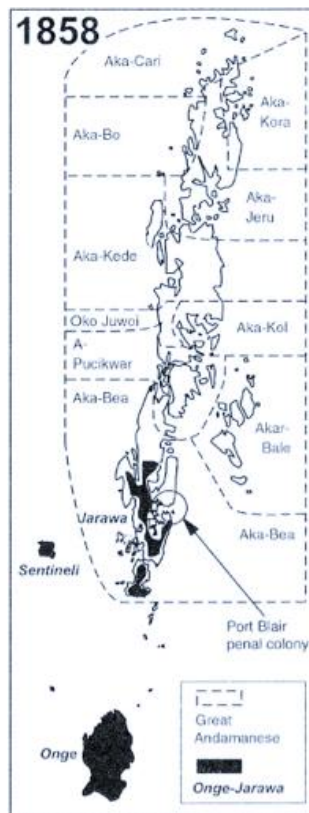 1858
Aka-Cari
Aka-
Kora
Aka-Bo
Aka-
Jeru
Aka-Kede
Oko Juwoi
Aka-Kol
A-
Pucikwar
Aka-Bea
Akar-
Bale
Jarawa
Aka-Bea
Sentineli
Port Blair
penal colony
Onge
Great
Andamanese
Onge-Jarawa